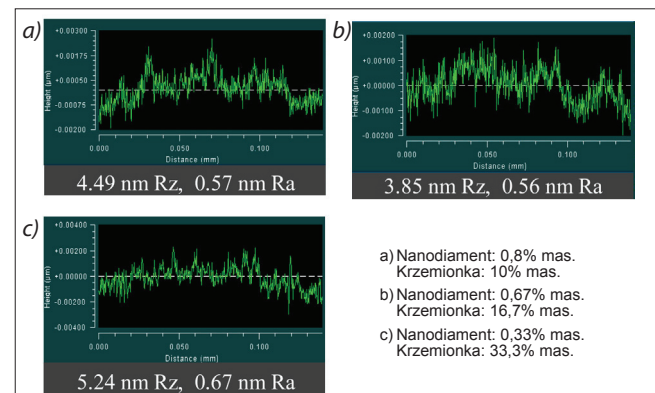 a)
+0.00300
+0.00175
+0.00050
-0.00075
-0.00200
Height (µm)
0.000
0.050
0.100
Distance (mm)
4.49 nm Rz, 0.57 nm Ra
b)
+0.00200
+0.00100
+0.00000
-0.00100
-0.00200
Height (µm)
0.000
0.050
0.100
Distance (mm)
3.85 nm Rz, 0.56 nm Ra
c)
+0.00400
+0.00200
+0.00000
-0.00200
-0.00400
Height (µm)
0.000
0.050
0.100
Distance (mm)
5.24 nm Rz, 0.67 nm Ra
a) Nanodiament: 0,8% mas.
Krzemionka: 10% mas.
b) Nanodiament: 0,67% mas.
Krzemionka: 16,7% mas.
c) Nanodiament: 0,33% mas.
Krzemionka: 33,3% mas.